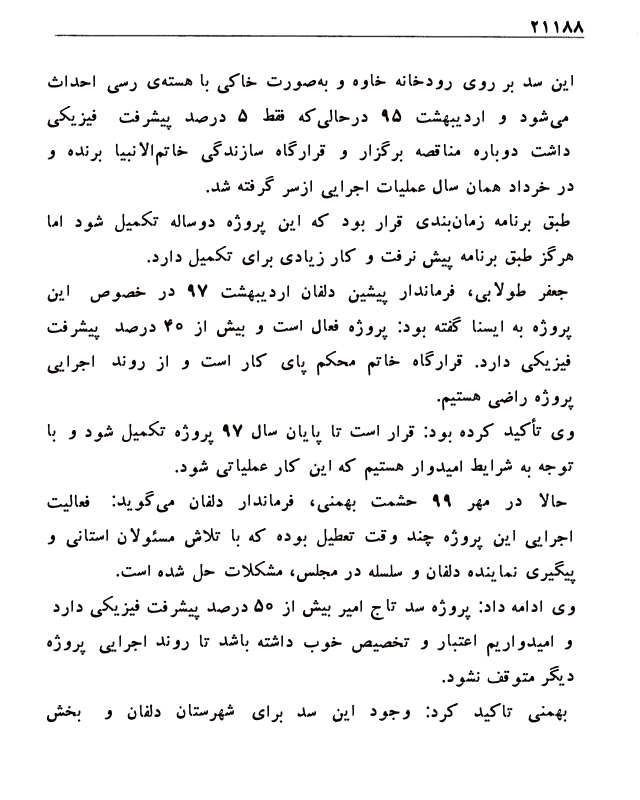 ۲۱۱۸۸
این سد بر روی رودخانه خاوه و به‌صورت خاکی با هسته‌ی رسی احداث
می‌شود و اردیبهشت ۹۵ درحالی‌که فقط ۵ درصد پیشرفت فیزیکی
داشت دوباره مناقصه برگزار و قرارگاه سازندگی خاتم‌الانبیا برنده و
در خرداد همان سال عملیات اجرایی ازسر گرفته شد.
طبق برنامه زمان‌بندی قرار بود که این پروژه دوساله تکمیل شود اما
هرگز طبق برنامه پیش نرفت و کار زیادی برای تکمیل دارد.
جعفر طولابی، فرماندار پیشین دلفان اردیبهشت ۹۷ در خصوص این
پروژه به ایسنا گفته بود: پروژه فعال است و بیش از ۴۰ درصد پیشرفت
فیزیکی دارد. قرارگاه خاتم محکم پای کار است و از روند اجرایی
پروژه راضی هستیم.
وی تأکید کرده بود: قرار است تا پایان سال ۹۷ پروژه تکمیل شود و با
توجه به شرایط امیدوار هستیم که این کار عملیاتی شود.
حالا در مهر ۹۹ حشمت بهمنی، فرماندار دلفان می‌گوید: فعالیت
اجرایی این پروژه چند وقت تعطیل بوده که با تلاش مسئولان استانی و
پیگیری نماینده دلفان و سلسله در مجلس، مشکلات حل شده است.
وی ادامه داد: پروژه سد تاج امیر بیش از ۵۰ درصد پیشرفت فیزیکی دارد
و امیدواریم اعتبار و تخصیص خوب داشته باشد تا روند اجرایی پروژه
دیگر متوقف نشود.
بهمنی تاکید کرد: وجود این سد برای شهرستان دلفان و بخش